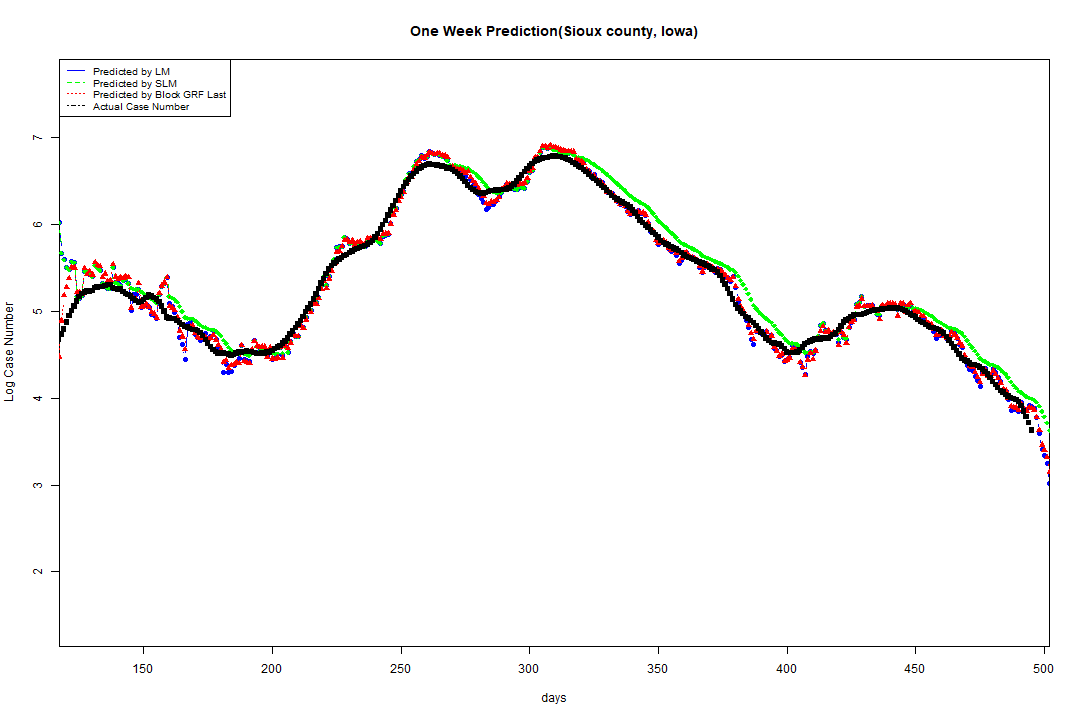 One Week Prediction(Sioux county, Iowa)
Predicted by LM
Predicted by SLM
Predicted by Block GRF Last
Actual Case Number
7
6
5
4
3
2
Log Case Number
150 200 250 300 350 400 450 500
days